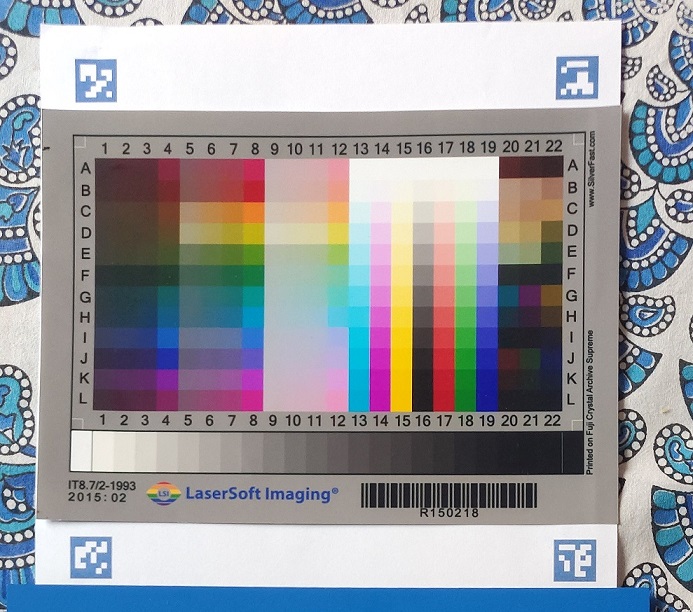 1 2 3 4 5 6 7 8 9 10 11 12 13 14 15 16 17 18 19 20 21 22
A A
B B
C C
D D
E E
F F
G G
H H
I I
J J
K K
L L
1 2 3 4 5 6 7 8 9 10 11 12 13 14 15 16 17 18 19 20 21 22
www.SilverFast.com
Printed on Fuji Crystal Archive Supreme
IT8.7/2-1993
2015:02
LSI LaserSoft Imaging®
R150218